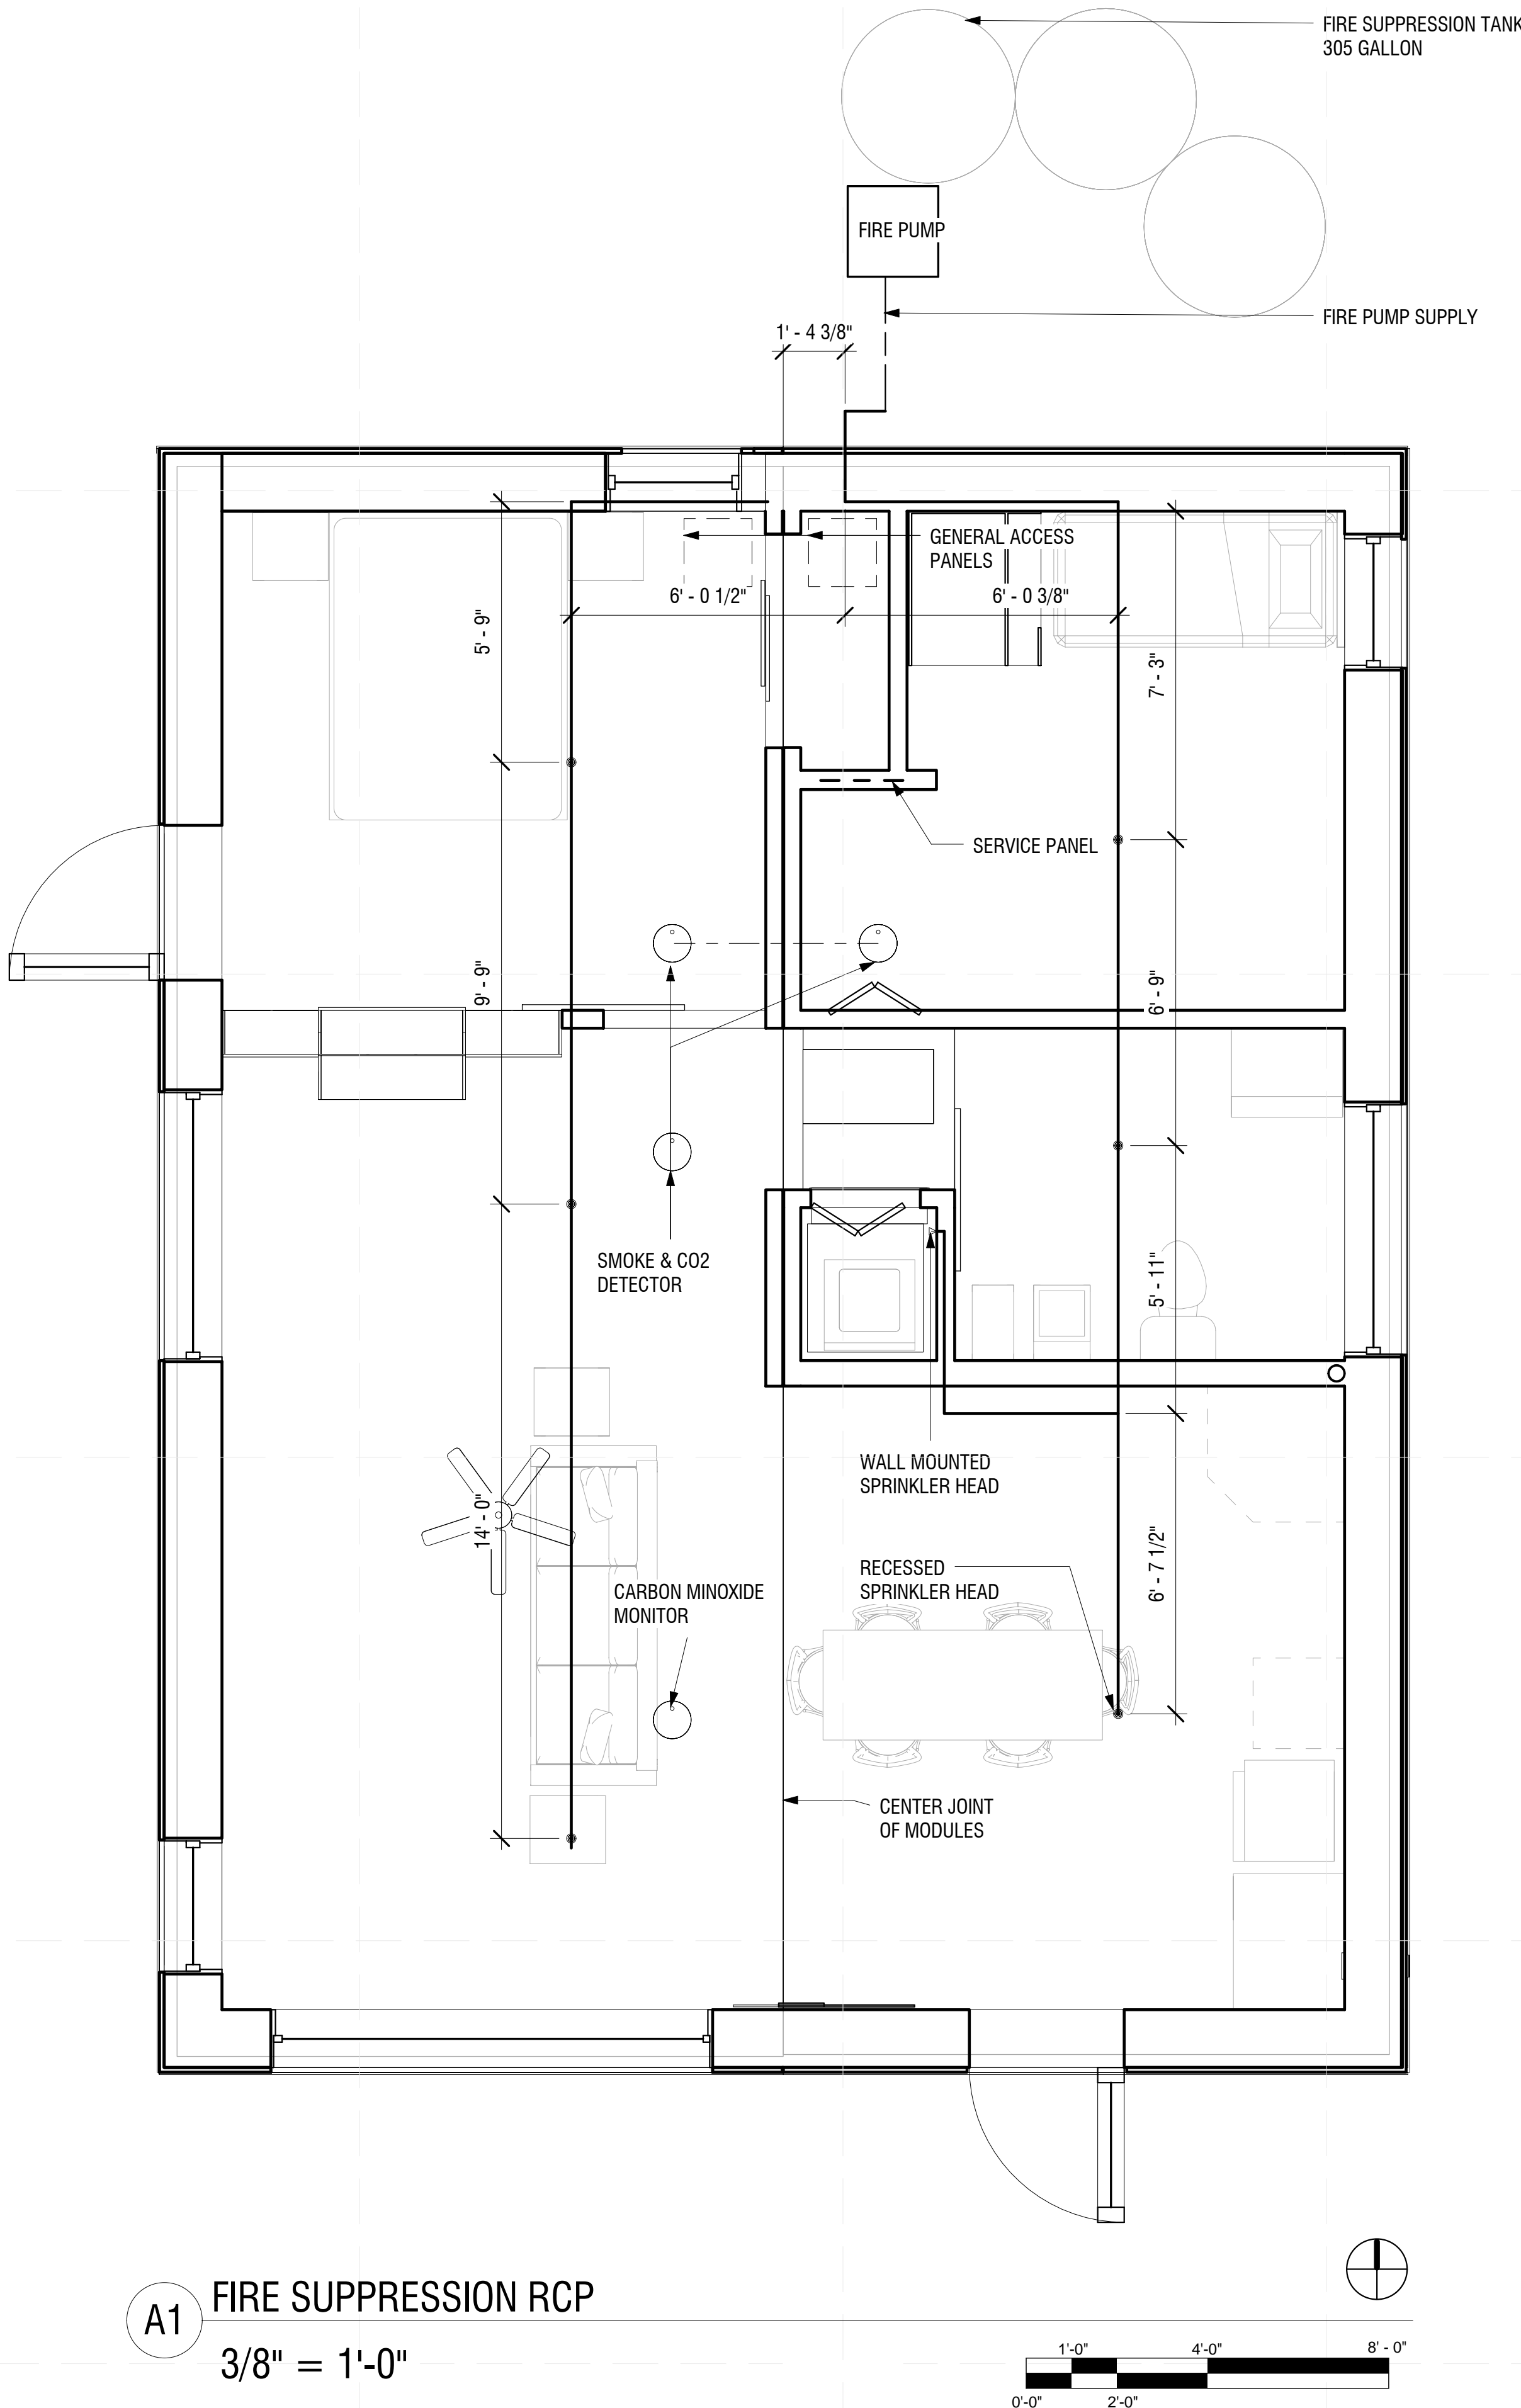 FIRE SUPPRESSION TANK
305 GALLON
FIRE PUMP
FIRE PUMP SUPPLY
1' - 4 3/8"
GENERAL ACCESS
PANELS
6' - 0 1/2"
6' - 0 3/8"
5' - 9"
7' - 3"
SERVICE PANEL
9' - 9"
6' - 9"
SMOKE & CO2
DETECTOR
5' - 11"
WALL MOUNTED
SPRINKLER HEAD
14' - 0"
RECESSED
SPRINKLER HEAD
6' - 7 1/2"
CARBON MINOXIDE
MONITOR
CENTER JOINT
OF MODULES
A1
FIRE SUPPRESSION RCP
3/8" = 1'-0"
1'-0"
4'-0"
8' - 0"
0'-0"
2'-0"